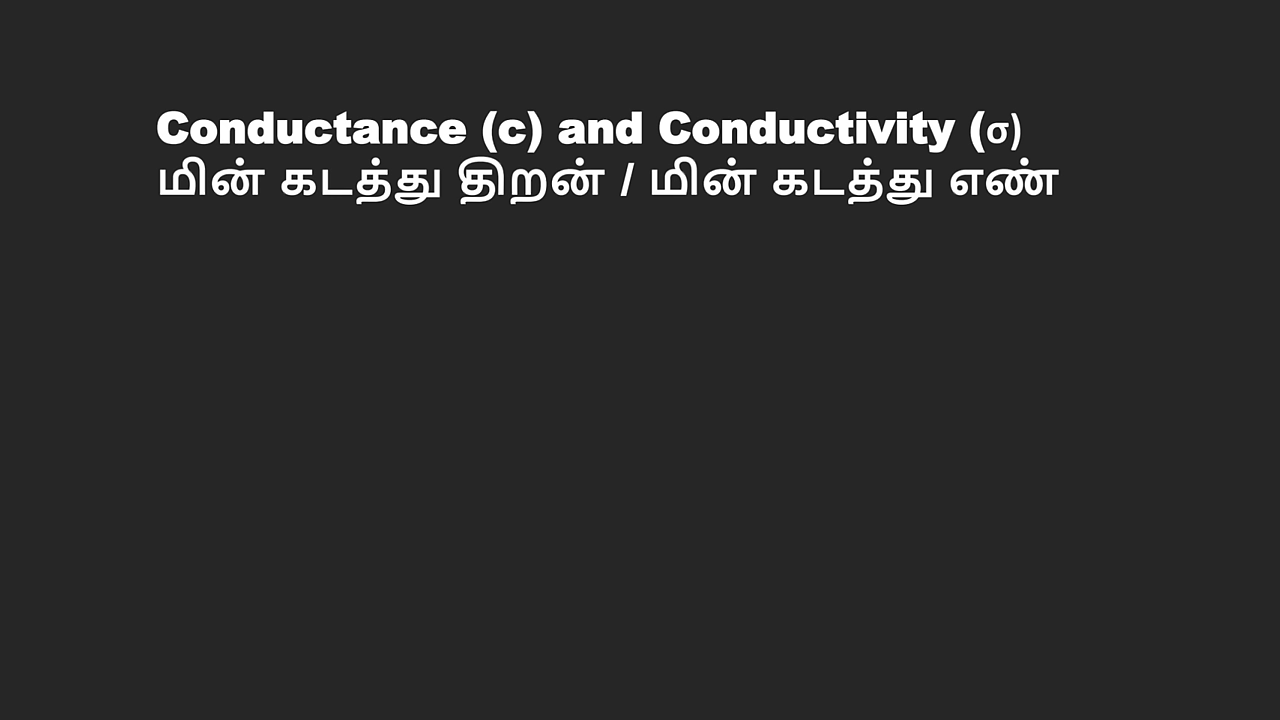 Conductance (c) and Conductivity (σ)
மின் கடத்து திறன் / மின் கடத்து எண்